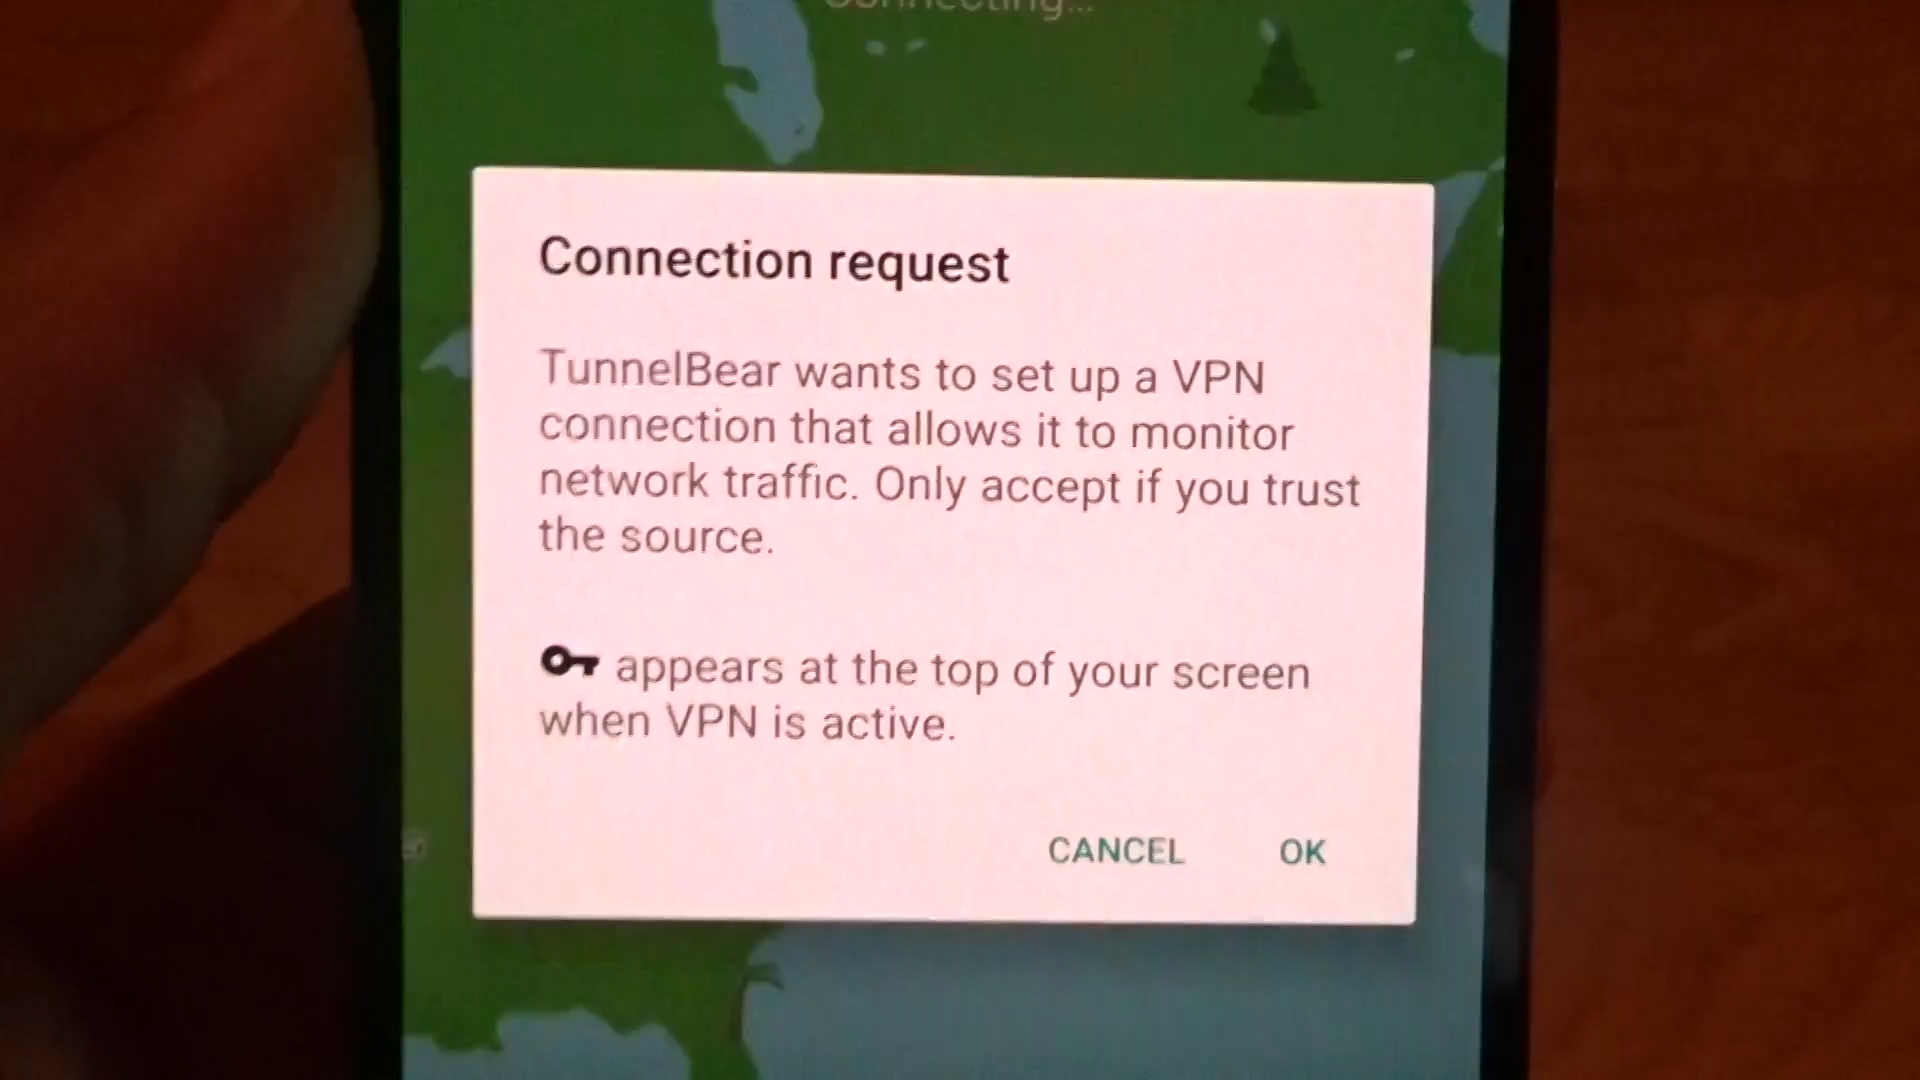 Connecting...
Connection request
TunnelBear wants to set up a VPN
connection that allows it to monitor
network traffic. Only accept if you trust
the source.
appears at the top of your screen
when VPN is active.
CANCEL OK